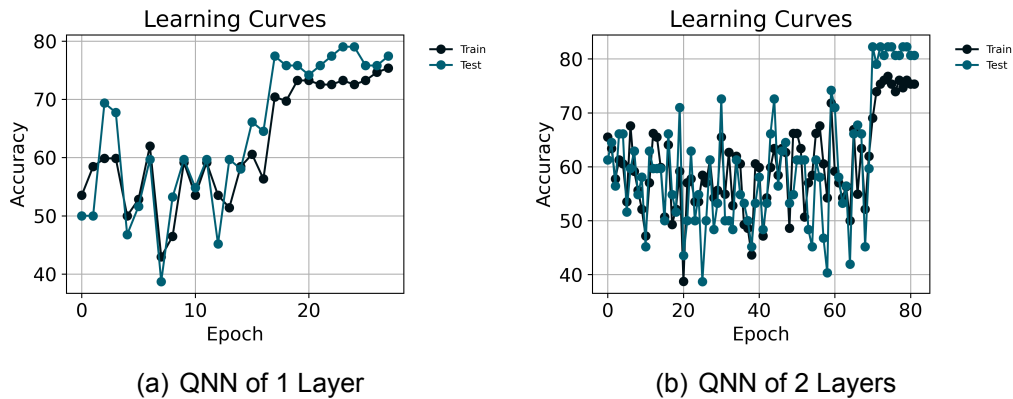 Learning Curves
80
70
60
50
40
Accuracy
0
10
20
Epoch
Train
Test
(a) QNN of 1 Layer
Learning Curves
80
70
60
50
40
Accuracy
0
20
40
60
80
Epoch
Train
Test
(b) QNN of 2 Layers